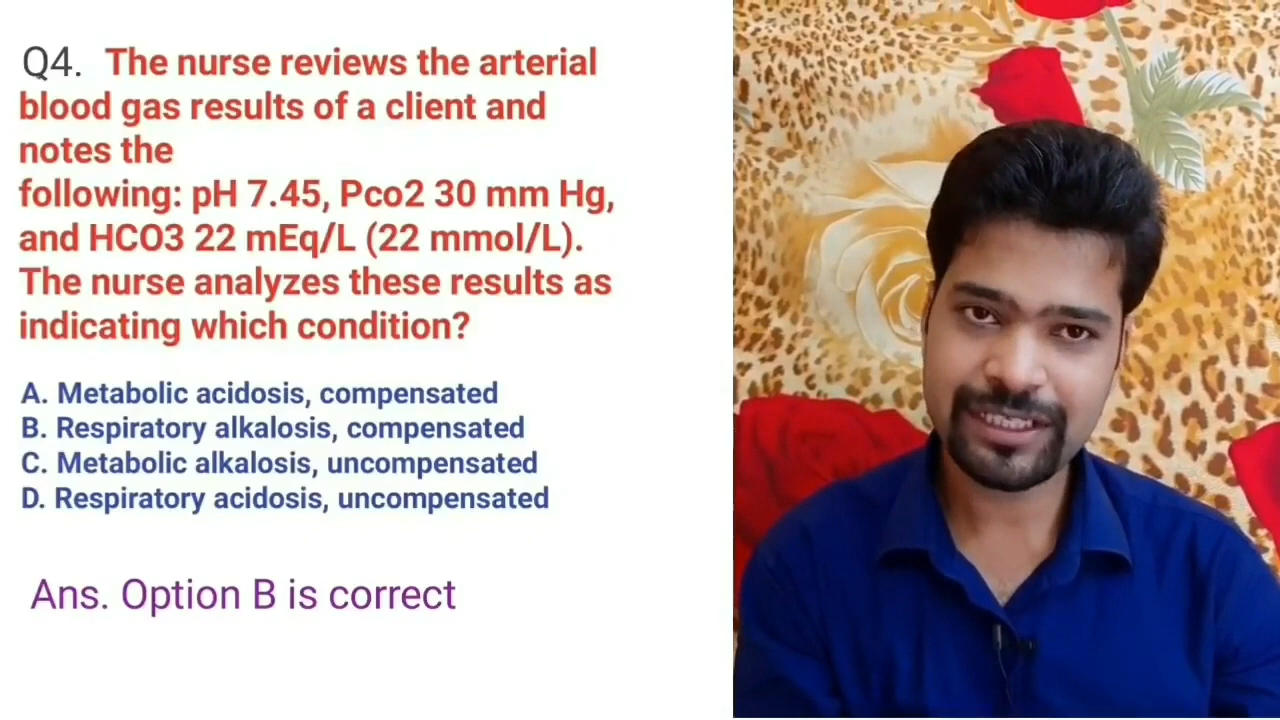 Q4. The nurse reviews the arterial
blood gas results of a client and
notes the
following: pH 7.45, Pco2 30 mm Hg,
and HCO3 22 mEq/L (22 mmol/L).
The nurse analyzes these results as
indicating which condition?
A. Metabolic acidosis, compensated
B. Respiratory alkalosis, compensated
C. Metabolic alkalosis, uncompensated
D. Respiratory acidosis, uncompensated
Ans. Option B is correct